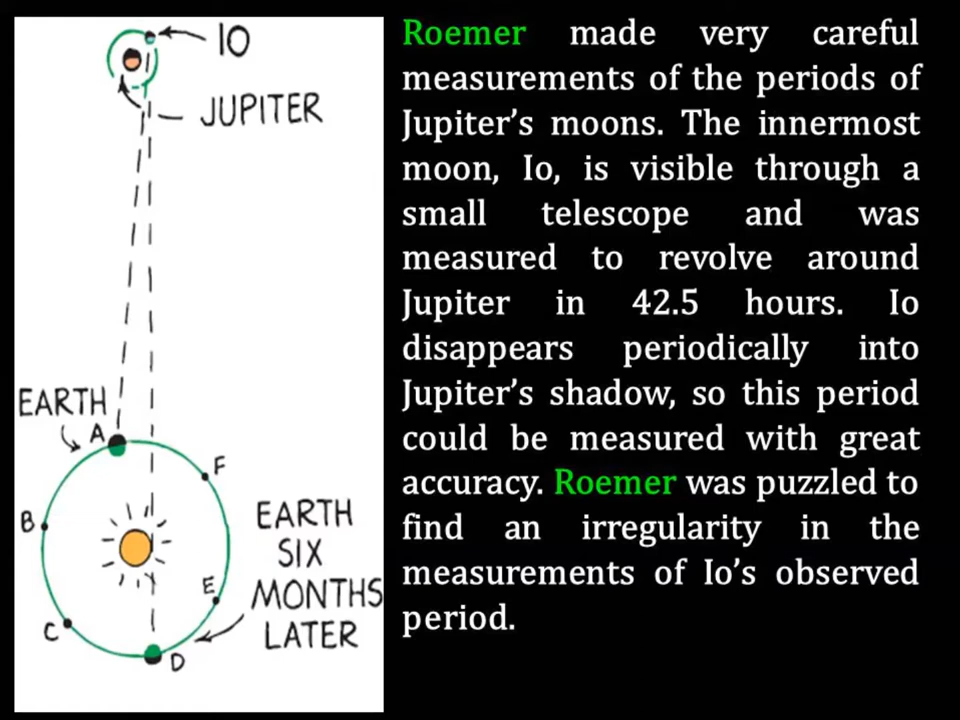 IO
JUPITER
EARTH
A
F
B
EARTH
SIX
MONTHS
LATER
E
C
D
Roemer made very careful
measurements of the periods of
Jupiter's moons. The innermost
moon, Io, is visible through a
small telescope and was
measured to revolve around
Jupiter in 42.5 hours. Io
disappears periodically into
Jupiter's shadow, so this period
could be measured with great
accuracy. Roemer was puzzled to
find an irregularity in the
measurements of Io's observed
period.